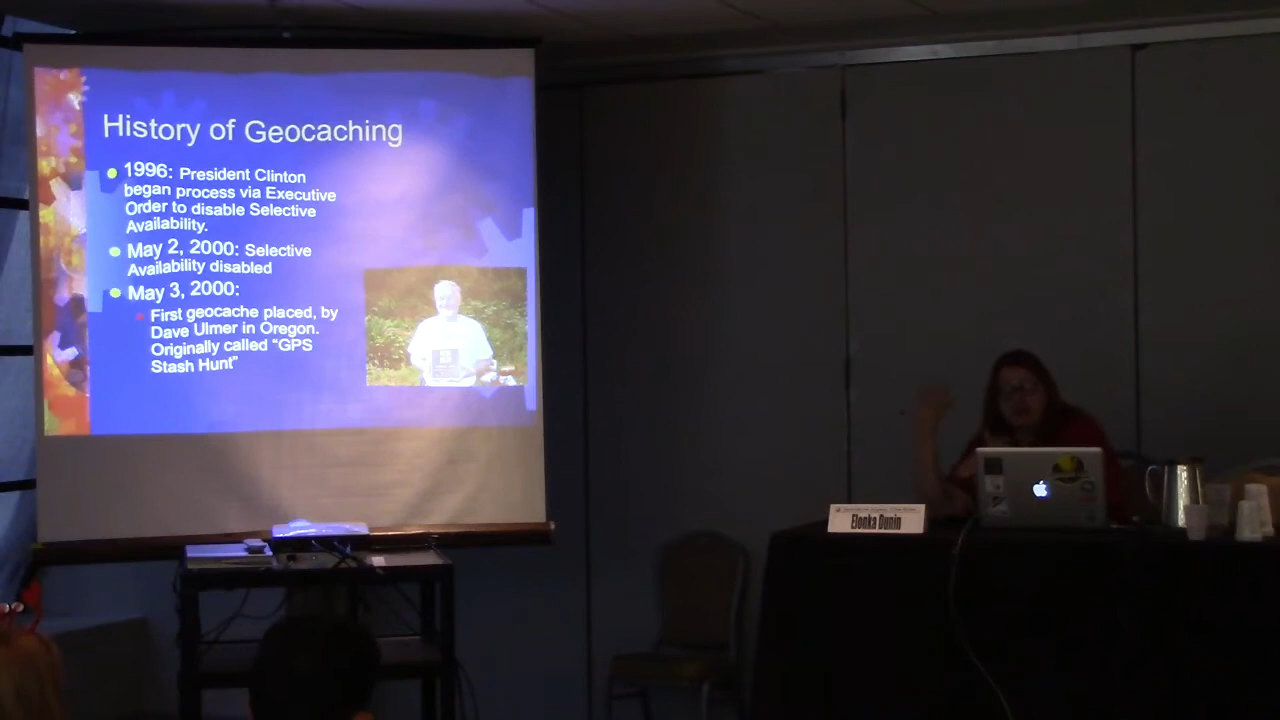 History of Geocaching
1996: President Clinton
began process via Executive
Order to disable Selective
Availability.
May 2, 2000: Selective
Availability disabled
May 3, 2000:
First geocache placed, by
Dave Ulmer in Oregon.
Originally called “GPS
Stash Hunt”
Elonka Dunin